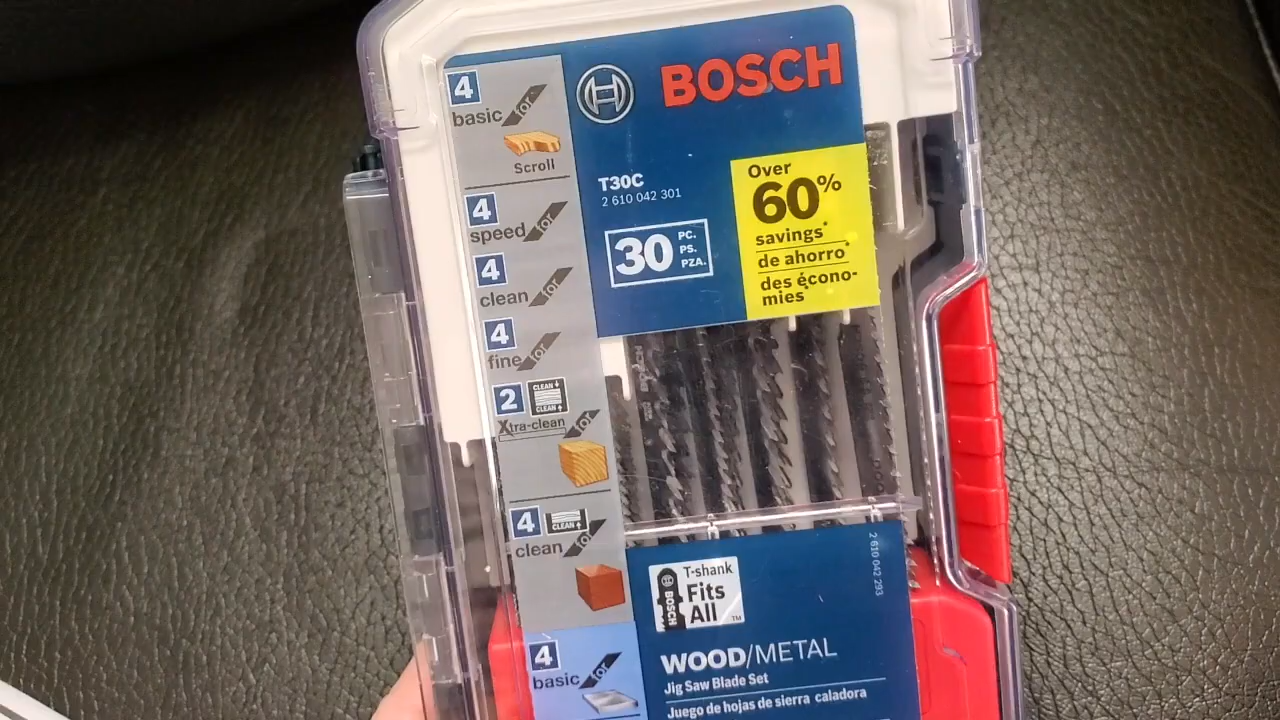 BOSCH
T30C
2 610 042 301
30 PC.
PS.
PZA.
Over
60%
savings*
de ahorro*
des écono-
mies*
4
basic for
Scroll
4
speed for
4
clean for
4
fine for
2 CLEAN
CLEAN
Xtra-clean for
4 CLEAN
clean for
4
basic for
2 610 042 293
T-shank
Fits
All™
BOSCH
WOOD/METAL
Jig Saw Blade Set
Juego de hojas de sierra caladora